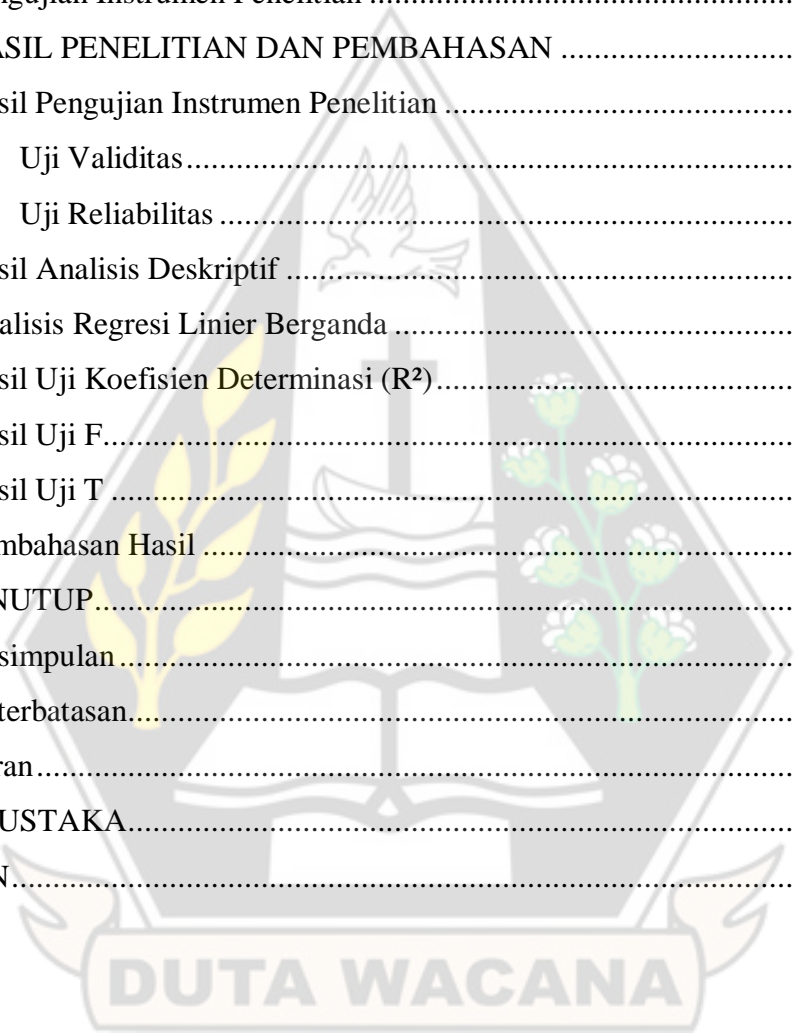 ngujian Instrumen Penelitian ....................................................
ASIL PENELITIAN DAN PEMBAHASAN ............................
sil Pengujian Instrumen Penelitian ..........................................
Uji Validitas..........................................................................
Uji Reliabilitas ......................................................................
sil Analisis Deskriptif ..............................................................
alisis Regresi Linier Berganda .................................................
sil Uji Koefisien Determinasi (R²)............................................
sil Uji F....................................................................................
sil Uji T ...................................................................................
mbahasan Hasil ........................................................................
NUTUP.....................................................................................
simpulan..................................................................................
terbatasan.................................................................................
ran............................................................................................
USTAKA.................................................................................
N...............................................................................................
DUTA WACANA